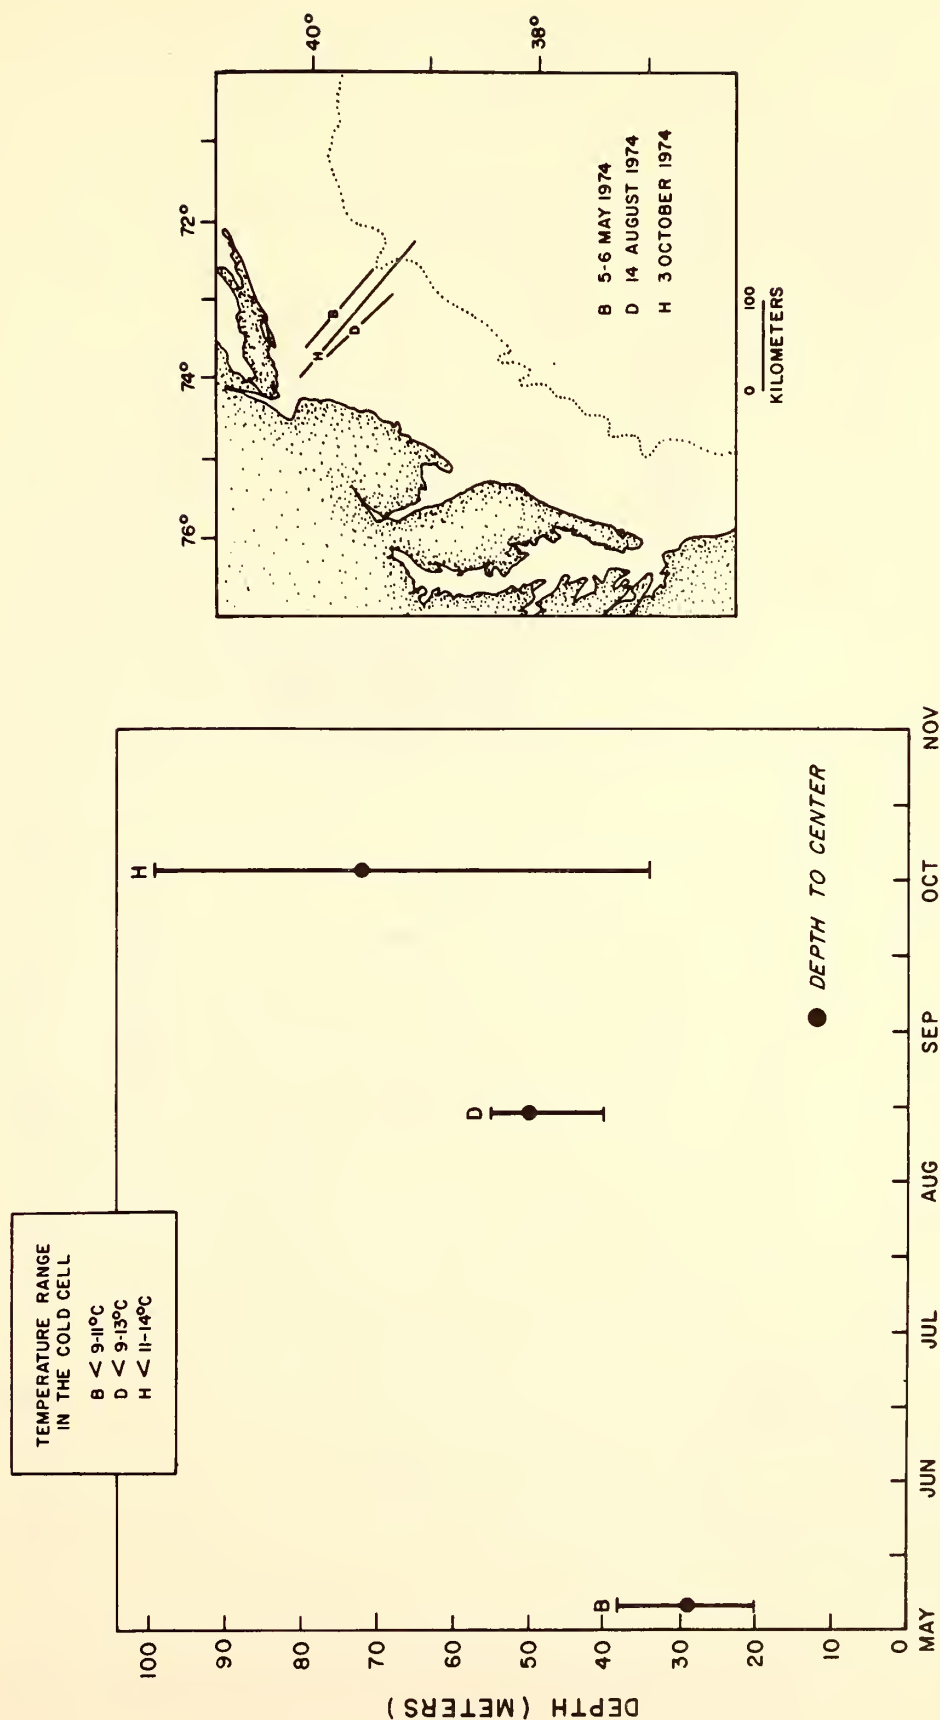 TEMPERATURE RANGE
IN THE COLD CELL
B < 9-11°C
D < 9-13°C
H < 11-14°C
DEPTH (METERS)
100
90
80
70
60
50
40
30
20
10
0
B
D
H
● DEPTH TO CENTER
MAY JUN JUL AUG SEP OCT NOV
76° 74° 72°
40°
38°
B
H
D
B 5-6 MAY 1974
D 14 AUGUST 1974
H 3 OCTOBER 1974
0 100
KILOMETERS